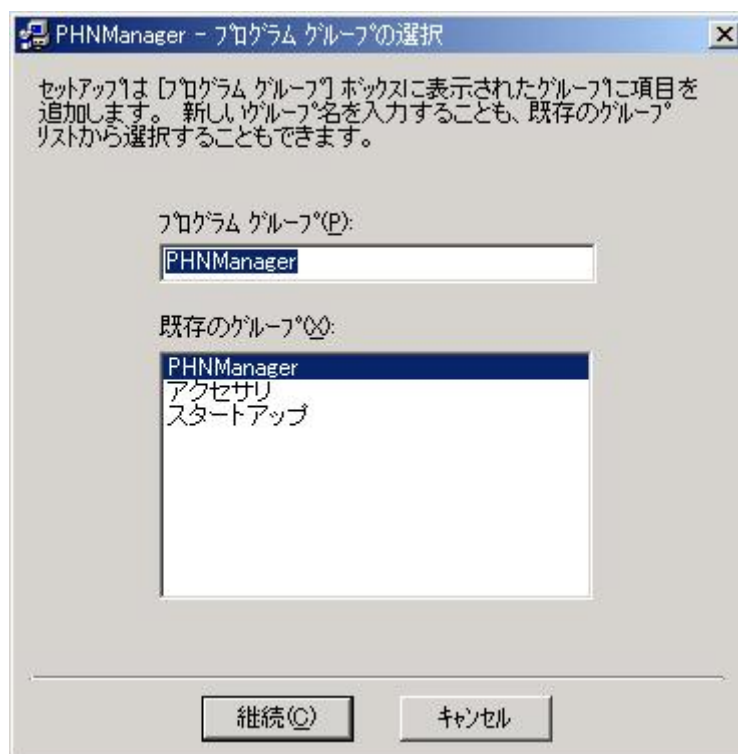 PHNManager - ﾌﾟﾛｸﾞﾗﾑ ｸﾞﾙｰﾌﾟの選択
ｾｯﾄｱｯﾌﾟは [ﾌﾟﾛｸﾞﾗﾑ ｸﾞﾙｰﾌﾟ] ﾎﾞｯｸｽに表示されたｸﾞﾙｰﾌﾟに項目を
追加します。 新しいｸﾞﾙｰﾌﾟ名を入力することも、既存のｸﾞﾙｰﾌﾟ
ﾘｽﾄから選択することもできます。
ﾌﾟﾛｸﾞﾗﾑ ｸﾞﾙｰﾌﾟ(P):
PHNManager
既存のｸﾞﾙｰﾌﾟ(X):
PHNManager
アクセサリ
スタートアップ
継続(C)
ｷｬﾝｾﾙ